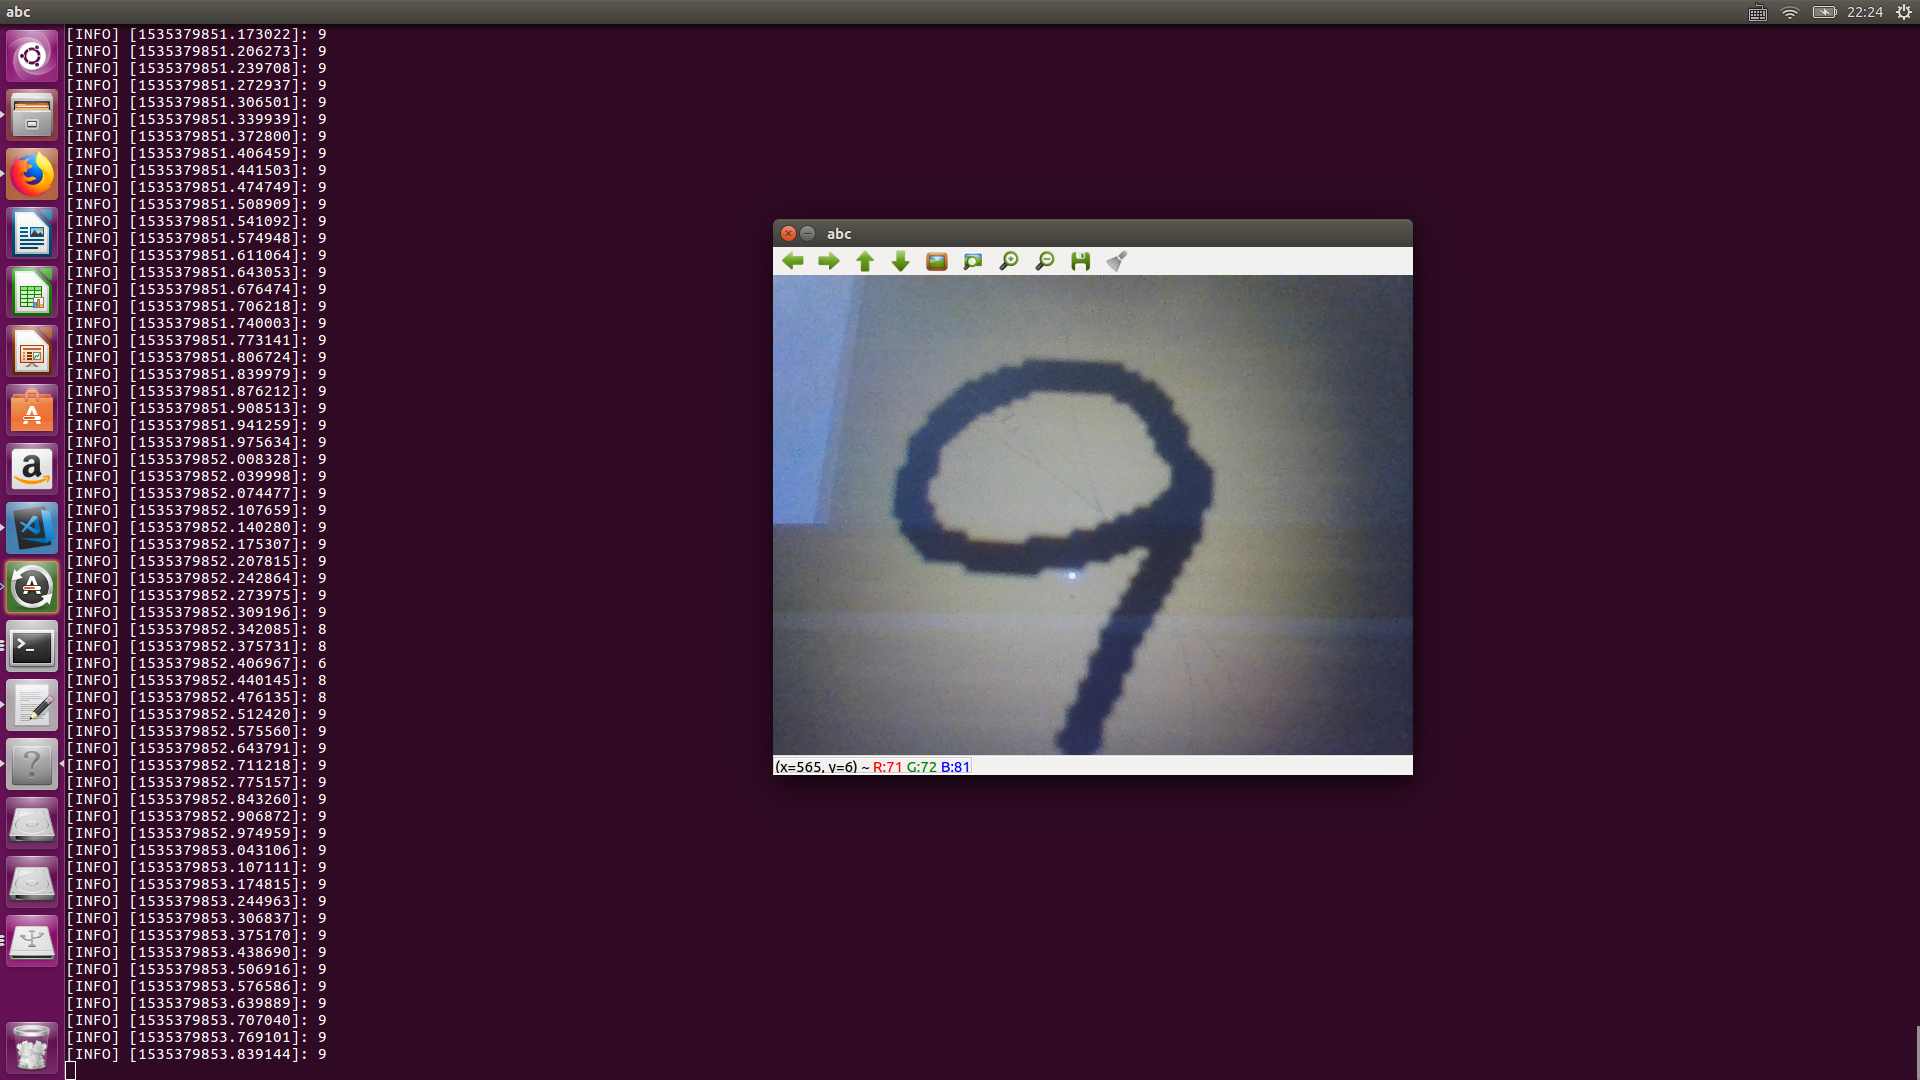 abc
22:24
[INFO] [1535379851.173022]: 9
[INFO] [1535379851.206273]: 9
[INFO] [1535379851.239708]: 9
[INFO] [1535379851.272937]: 9
[INFO] [1535379851.306501]: 9
[INFO] [1535379851.339939]: 9
[INFO] [1535379851.372800]: 9
[INFO] [1535379851.406459]: 9
[INFO] [1535379851.441503]: 9
[INFO] [1535379851.474749]: 9
[INFO] [1535379851.508909]: 9
[INFO] [1535379851.541092]: 9
[INFO] [1535379851.574948]: 9
[INFO] [1535379851.611064]: 9
[INFO] [1535379851.643053]: 9
[INFO] [1535379851.676474]: 9
[INFO] [1535379851.706218]: 9
[INFO] [1535379851.740003]: 9
[INFO] [1535379851.773141]: 9
[INFO] [1535379851.806724]: 9
[INFO] [1535379851.839979]: 9
[INFO] [1535379851.876212]: 9
[INFO] [1535379851.908513]: 9
[INFO] [1535379851.941259]: 9
[INFO] [1535379851.975634]: 9
[INFO] [1535379852.008328]: 9
[INFO] [1535379852.039998]: 9
[INFO] [1535379852.074477]: 9
[INFO] [1535379852.107659]: 9
[INFO] [1535379852.140280]: 9
[INFO] [1535379852.175307]: 9
[INFO] [1535379852.207815]: 9
[INFO] [1535379852.242864]: 9
[INFO] [1535379852.273975]: 9
[INFO] [1535379852.309196]: 9
[INFO] [1535379852.342085]: 8
[INFO] [1535379852.375731]: 8
[INFO] [1535379852.406967]: 6
[INFO] [1535379852.440145]: 8
[INFO] [1535379852.476135]: 8
[INFO] [1535379852.512420]: 9
[INFO] [1535379852.575560]: 9
[INFO] [1535379852.643791]: 9
[INFO] [1535379852.711218]: 9
[INFO] [1535379852.775157]: 9
[INFO] [1535379852.843260]: 9
[INFO] [1535379852.906872]: 9
[INFO] [1535379852.974959]: 9
[INFO] [1535379853.043106]: 9
[INFO] [1535379853.107111]: 9
[INFO] [1535379853.174815]: 9
[INFO] [1535379853.244963]: 9
[INFO] [1535379853.306837]: 9
[INFO] [1535379853.375170]: 9
[INFO] [1535379853.438690]: 9
[INFO] [1535379853.506916]: 9
[INFO] [1535379853.576586]: 9
[INFO] [1535379853.639889]: 9
[INFO] [1535379853.707040]: 9
[INFO] [1535379853.769101]: 9
[INFO] [1535379853.839144]: 9
abc
9
(x=565, y=6) ~ R:71 G:72 B:81